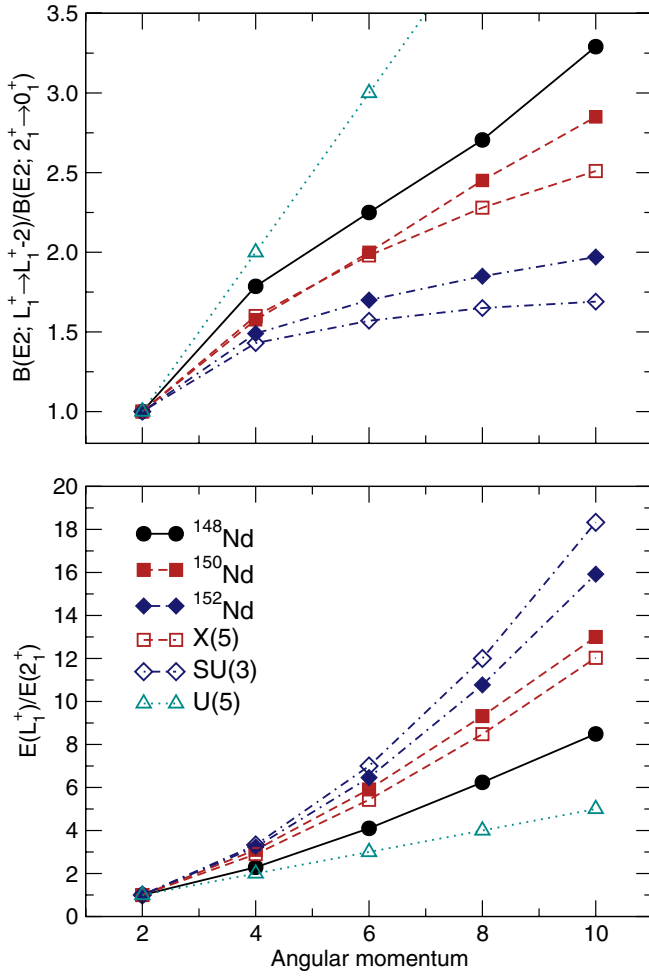 B(E2; L₁⁺→L₁⁺-2)/B(E2; 2₁⁺→0₁⁺)
3.5
3.0
2.5
2.0
1.5
1.0
E(L₁⁺)/E(2₁⁺)
20
18
16
14
12
10
8
6
4
2
0
¹⁴⁸Nd
¹⁵⁰Nd
¹⁵²Nd
X(5)
SU(3)
U(5)
2 4 6 8 10
Angular momentum